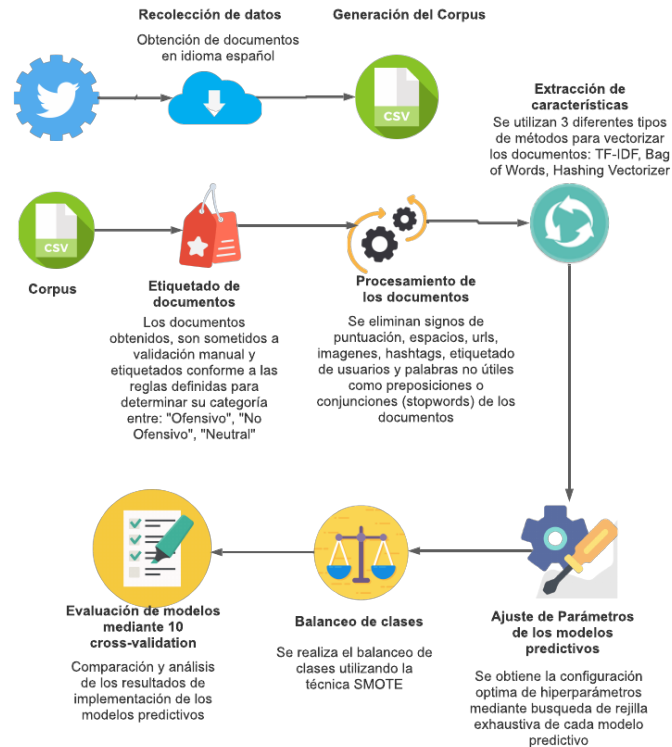 Recolección de datos
Obtención de documentos
en idioma español
Generación del Corpus
CSV
Extracción de
características
Se utilizan 3 diferentes tipos
de métodos para vectorizar
los documentos: TF-IDF, Bag
of Words, Hashing Vectorizer
CSV
Corpus
Etiquetado de
documentos
Los documentos
obtenidos, son sometidos a
validación manual y
etiquetados conforme a las
reglas definidas para
determinar su categoría
entre: "Ofensivo", "No
Ofensivo", "Neutral"
Procesamiento de
los documentos
Se eliminan signos de
puntuación, espacios, urls,
imagenes, hashtags, etiquetado
de usuarios y palabras no útiles
como preposiciones o
conjunciones (stopwords) de los
documentos
Ajuste de Parámetros
de los modelos
predictivos
Se obtiene la configuración
optima de hiperparámetros
mediante busqueda de rejilla
exhaustiva de cada modelo
predictivo
Balanceo de clases
Se realiza el balanceo de
clases utilizando la
técnica SMOTE
Evaluación de modelos
mediante 10
cross-validation
Comparación y análisis
de los resultados de
implementación de los
modelos predictivos